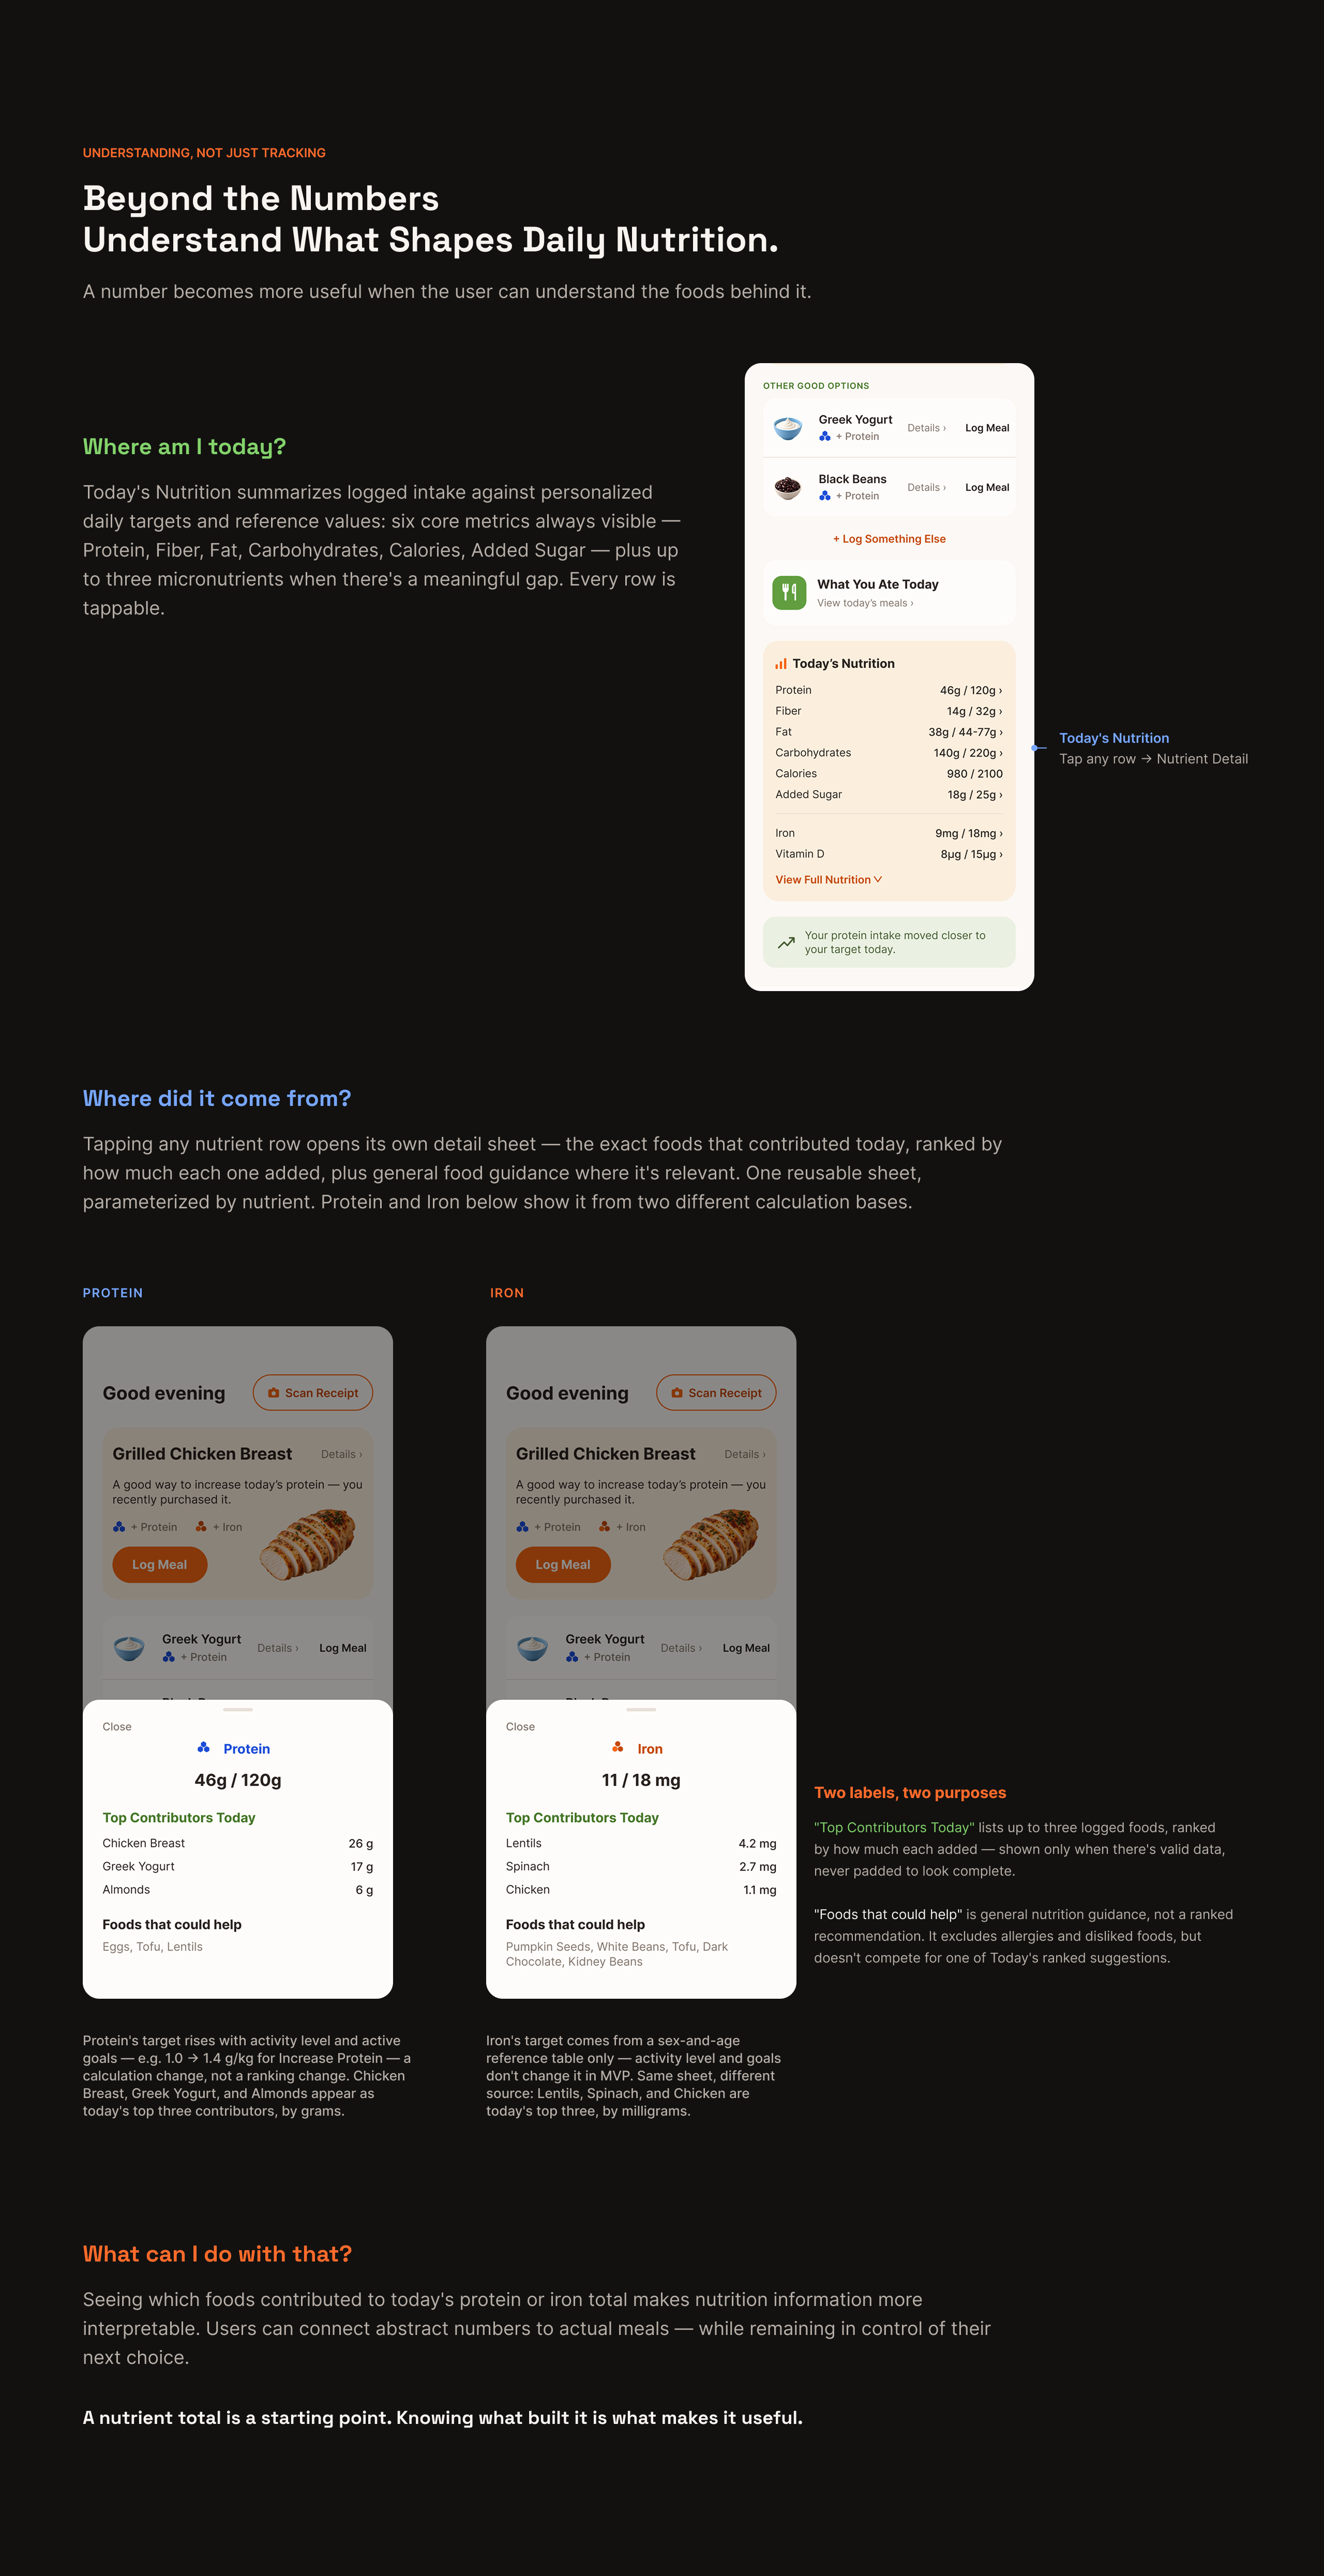 UNDERSTANDING, NOT JUST TRACKING
Beyond the Numbers
Understand What Shapes Daily Nutrition.
A number becomes more useful when the user can understand the foods behind it.
Where am I today?
Today's Nutrition summarizes logged intake against personalized
daily targets and reference values: six core metrics always visible —
Protein, Fiber, Fat, Carbohydrates, Calories, Added Sugar — plus up
to three micronutrients when there's a meaningful gap. Every row is
tappable.
OTHER GOOD OPTIONS
Greek Yogurt
+ Protein
Details ›
Log Meal
Black Beans
+ Protein
Details ›
Log Meal
+ Log Something Else
What You Ate Today
View today’s meals ›
Today’s Nutrition
Protein 46g / 120g ›
Fiber 14g / 32g ›
Fat 38g / 44-77g ›
Carbohydrates 140g / 220g ›
Calories 980 / 2100
Added Sugar 18g / 25g ›
Iron 9mg / 18mg ›
Vitamin D 8µg / 15µg ›
View Full Nutrition
Your protein intake moved closer to
your target today.
Today's Nutrition
Tap any row → Nutrient Detail
Where did it come from?
Tapping any nutrient row opens its own detail sheet — the exact foods that contributed today, ranked by
how much each one added, plus general food guidance where it's relevant. One reusable sheet,
parameterized by nutrient. Protein and Iron below show it from two different calculation bases.
PROTEIN
Good evening
Scan Receipt
Grilled Chicken Breast
Details ›
A good way to increase today’s protein — you
recently purchased it.
+ Protein + Iron
Log Meal
Greek Yogurt
+ Protein
Details ›
Log Meal
Close
Protein
46g / 120g
Top Contributors Today
Chicken Breast 26 g
Greek Yogurt 17 g
Almonds 6 g
Foods that could help
Eggs, Tofu, Lentils
Protein's target rises with activity level and active
goals — e.g. 1.0 → 1.4 g/kg for Increase Protein — a
calculation change, not a ranking change. Chicken
Breast, Greek Yogurt, and Almonds appear as
today's top three contributors, by grams.
IRON
Good evening
Scan Receipt
Grilled Chicken Breast
Details ›
A good way to increase today’s protein — you
recently purchased it.
+ Protein + Iron
Log Meal
Greek Yogurt
+ Protein
Details ›
Log Meal
Close
Iron
11 / 18 mg
Top Contributors Today
Lentils 4.2 mg
Spinach 2.7 mg
Chicken 1.1 mg
Foods that could help
Pumpkin Seeds, White Beans, Tofu, Dark
Chocolate, Kidney Beans
Iron's target comes from a sex-and-age
reference table only — activity level and goals
don't change it in MVP. Same sheet, different
source: Lentils, Spinach, and Chicken are
today's top three, by milligrams.
Two labels, two purposes
"Top Contributors Today" lists up to three logged foods, ranked
by how much each added — shown only when there's valid data,
never padded to look complete.
"Foods that could help" is general nutrition guidance, not a ranked
recommendation. It excludes allergies and disliked foods, but
doesn't compete for one of Today's ranked suggestions.
What can I do with that?
Seeing which foods contributed to today's protein or iron total makes nutrition information more
interpretable. Users can connect abstract numbers to actual meals — while remaining in control of their
next choice.
A nutrient total is a starting point. Knowing what built it is what makes it useful.